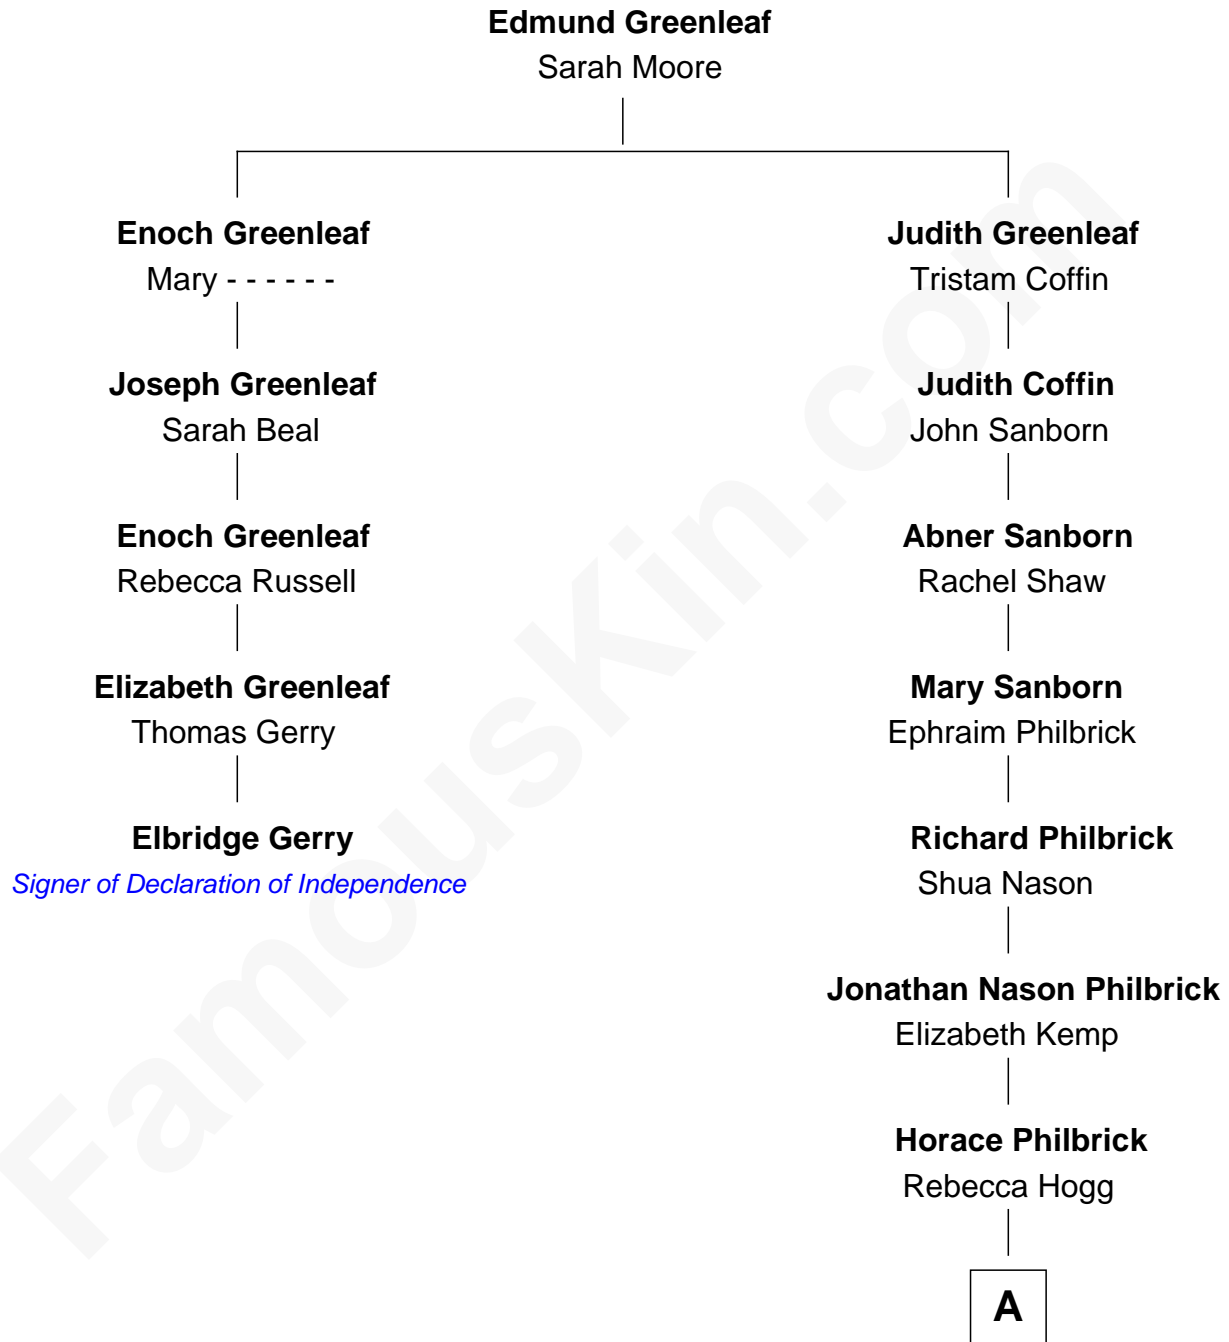 Edmund Greenleaf
Sarah Moore
Enoch Greenleaf
Mary - - - - - -
Joseph Greenleaf
Sarah Beal
Enoch Greenleaf
Rebecca Russell
Elizabeth Greenleaf
Thomas Gerry
Elbridge Gerry
Signer of Declaration of Independence
Judith Greenleaf
Tristam Coffin
Judith Coffin
John Sanborn
Abner Sanborn
Rachel Shaw
Mary Sanborn
Ephraim Philbrick
Richard Philbrick
Shua Nason
Jonathan Nason Philbrick
Elizabeth Kemp
Horace Philbrick
Rebecca Hogg
A
FamousKin.com